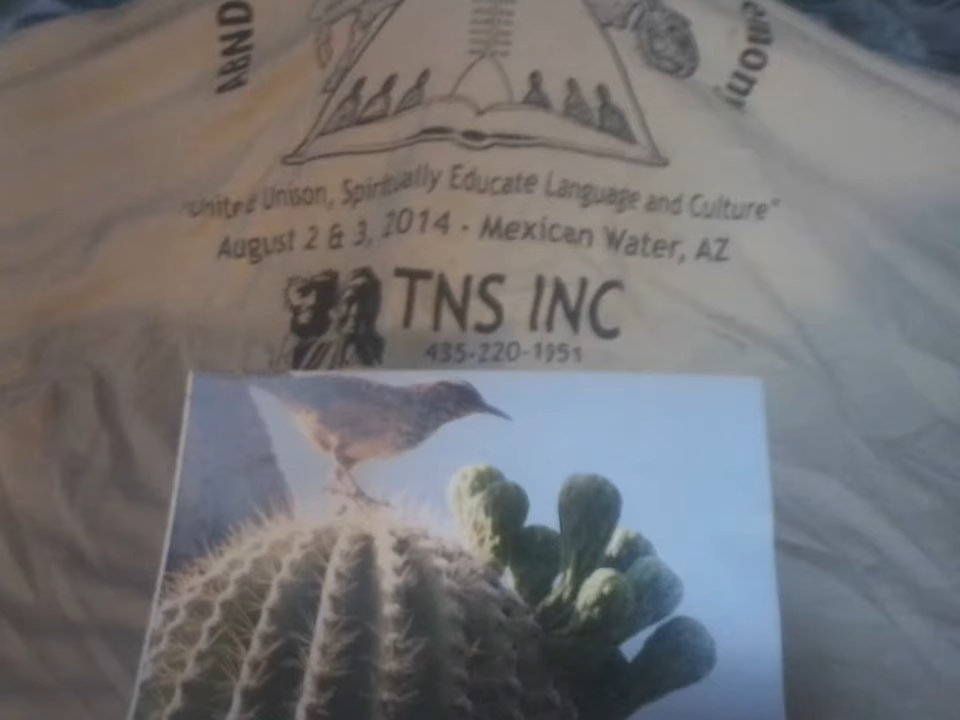 ABND
"United Unison, Spiritually Educate Language and Culture"
August 2 & 3, 2014 - Mexican Water, AZ
TNS INC
435-220-1951